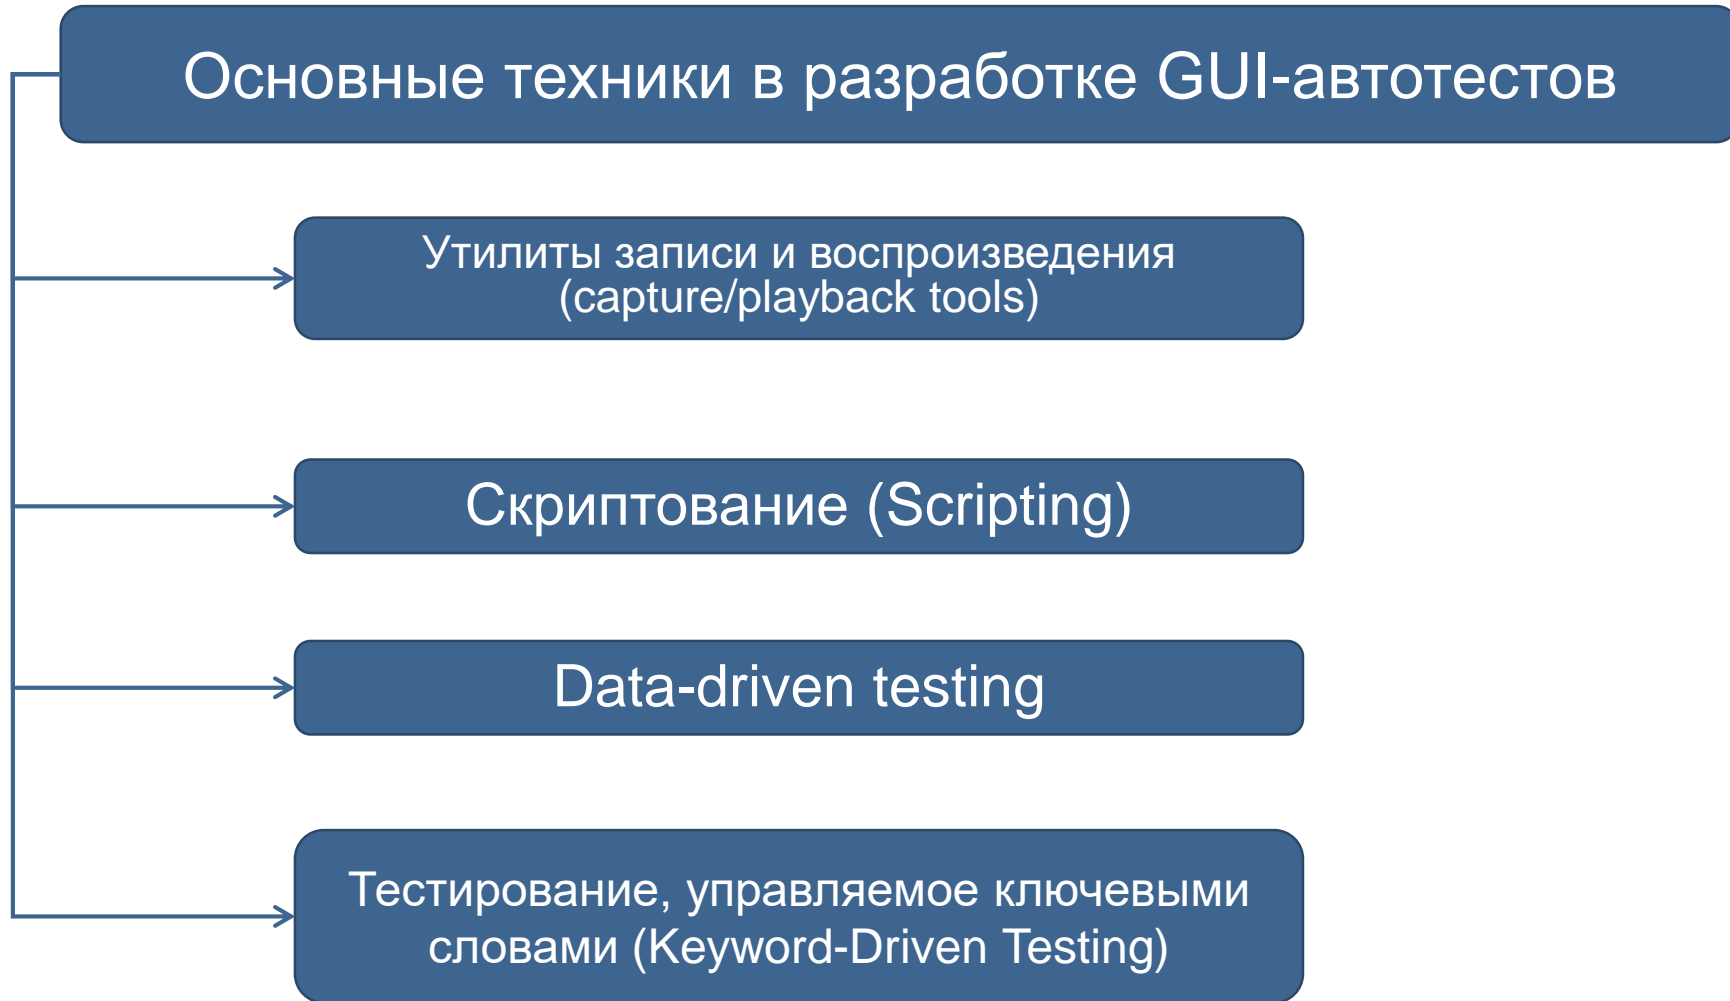 Основные техники в разработке GUI-автотестов
Утилиты записи и воспроизведения
(capture/playback tools)
Скриптование (Scripting)
Data-driven testing
Тестирование, управляемое ключевыми
словами (Keyword-Driven Testing)